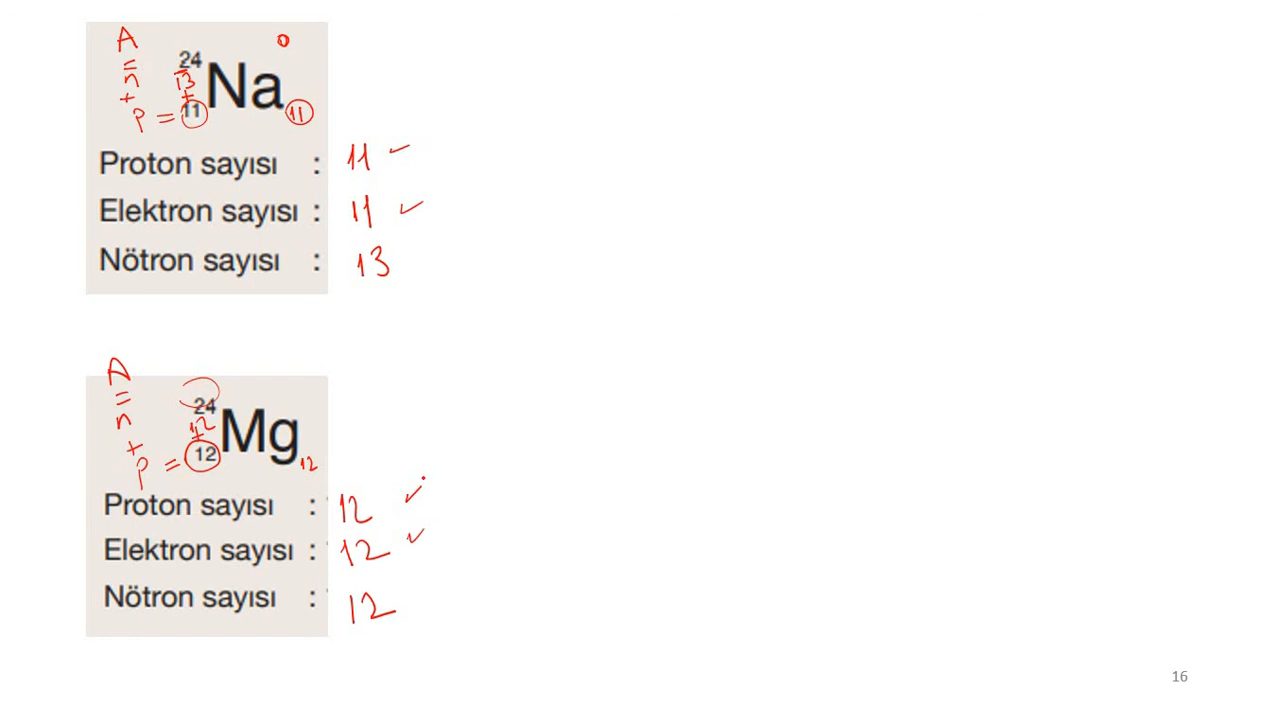 A
=
n
+
p =
0
24
13
+
11
Na
11
Proton sayısı : 11
Elektron sayısı : 11
Nötron sayısı : 13
A
=
n
+
p =
24
12
+
12
Mg
12
Proton sayısı : 12
Elektron sayısı : 12
Nötron sayısı : 12
16